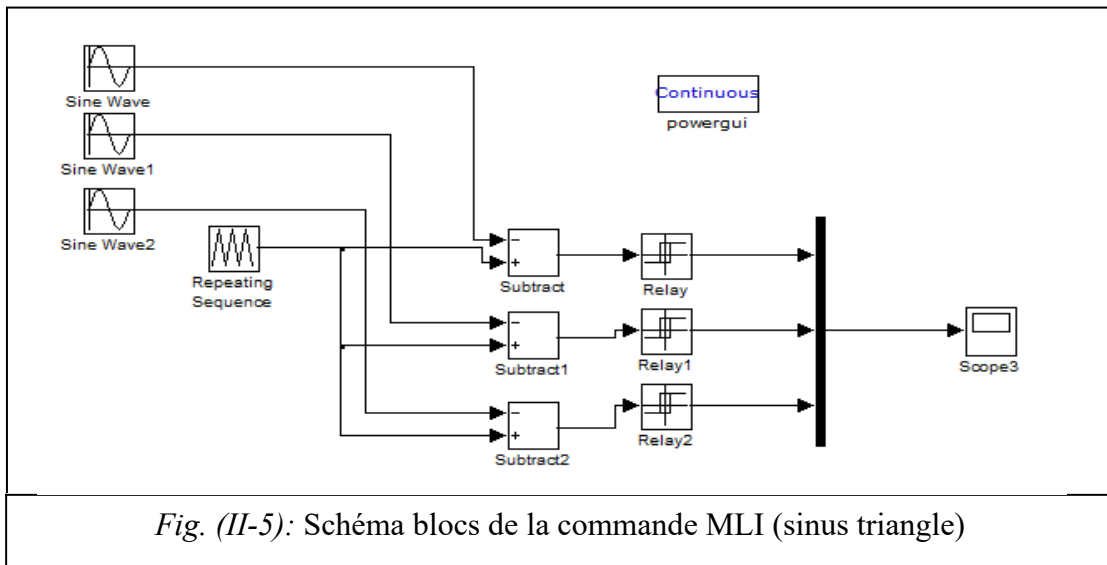 Sine Wave
Sine Wave1
Sine Wave2
Repeating
Sequence
Continuous
powergui
−
+
Subtract
−
+
Subtract1
−
+
Subtract2
Relay
Relay1
Relay2
Scope3
Fig. (II-5): Schéma blocs de la commande MLI (sinus triangle)